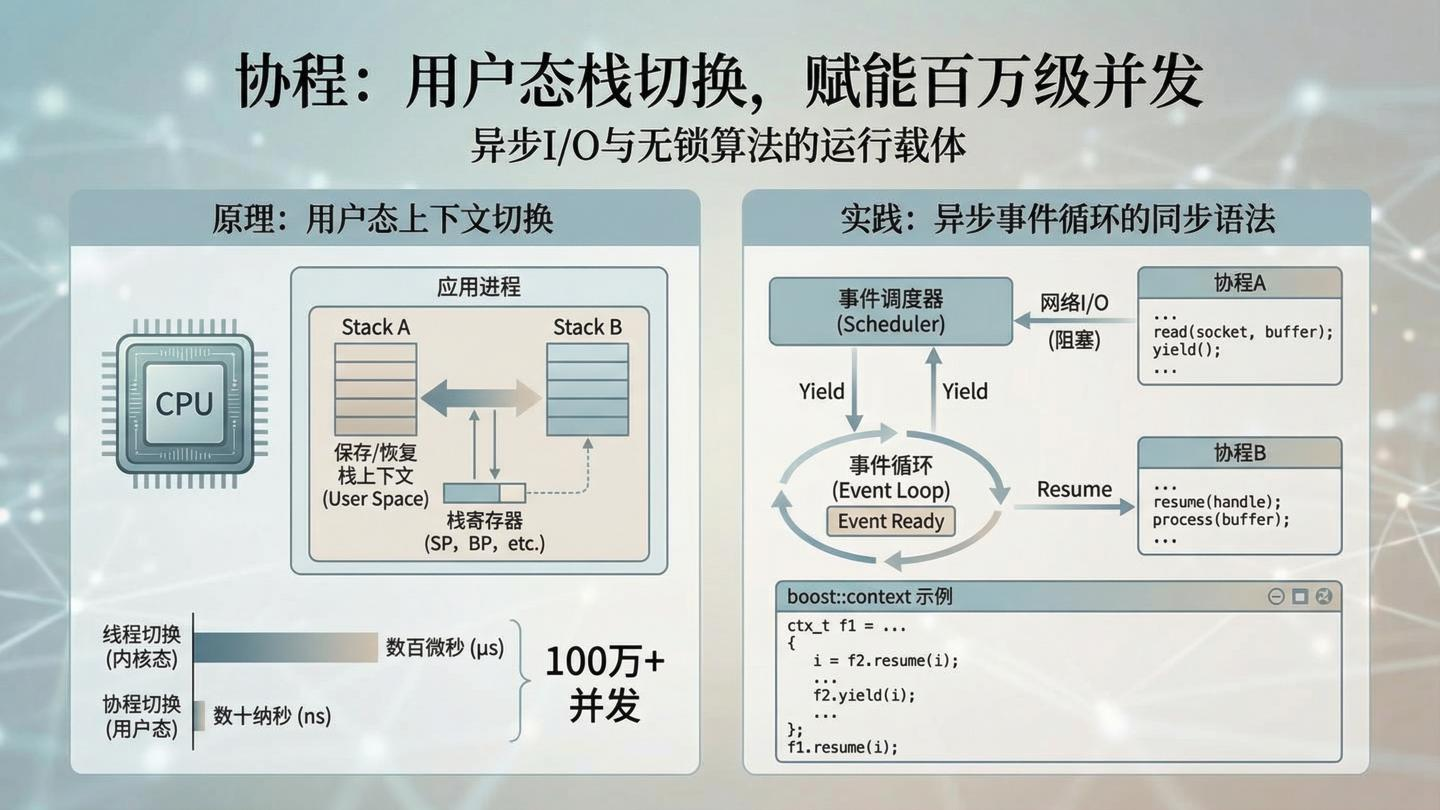 协程：用户态栈切换，赋能百万级并发
异步I/O与无锁算法的运行载体
原理：用户态上下文切换
CPU
应用进程
Stack A
Stack B
保存/恢复
栈上下文
(User Space)
栈寄存器
(SP，BP，etc.)
线程切换
(内核态)
数百微秒 (μs)
协程切换
(用户态)
数十纳秒 (ns)
100万+
并发
实践：异步事件循环的同步语法
事件调度器
(Scheduler)
网络I/O
(阻塞)
协程A
...
read(socket, buffer);
yield();
...
Yield
Yield
事件循环
(Event Loop)
Event Ready
Resume
协程B
...
resume(handle);
process(buffer);
...
boost::context 示例
ctx_t f1 = ...
{
i = f2.resume(i);
...
f2.yield(i);
...
};
f1.resume(i);